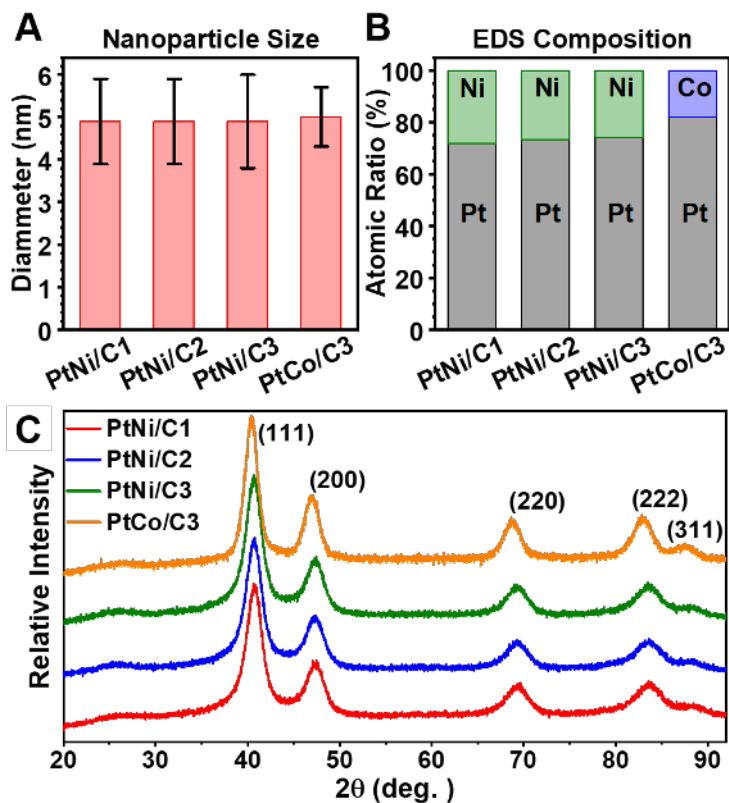 A
Nanoparticle Size
Diammeter (nm)
6
5
4
3
2
1
0
PtNi/C1
PtNi/C2
PtNi/C3
PtCo/C3
B
EDS Composition
Atomic Ratio (%)
100
80
60
40
20
0
Ni
Ni
Ni
Co
Pt
Pt
Pt
Pt
PtNi/C1
PtNi/C2
PtNi/C3
PtCo/C3
C
PtNi/C1
PtNi/C2
PtNi/C3
PtCo/C3
(111)
(200)
(220)
(222)
(311)
Relative Intensity
20 30 40 50 60 70 80 90
2θ (deg. )